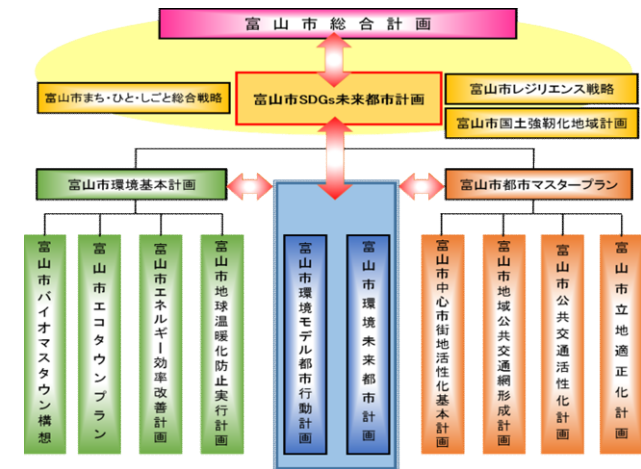 富山市総合計画
富山市まち・ひと・しごと総合戦略
富山市SDGs未来都市計画
富山市レジリエンス戦略
富山市国土強靱化地域計画
富山市環境基本計画
富山市都市マスタープラン
富山市バイオマスタウン構想
富山市エコタウンプラン
富山市エネルギー効率改善計画
富山市地球温暖化防止実行計画
富山市環境モデル都市行動計画
富山市環境未来都市計画
富山市中心市街地活性化基本計画
富山市地域公共交通網形成計画
富山市公共交通活性化計画
富山市立地適正化計画